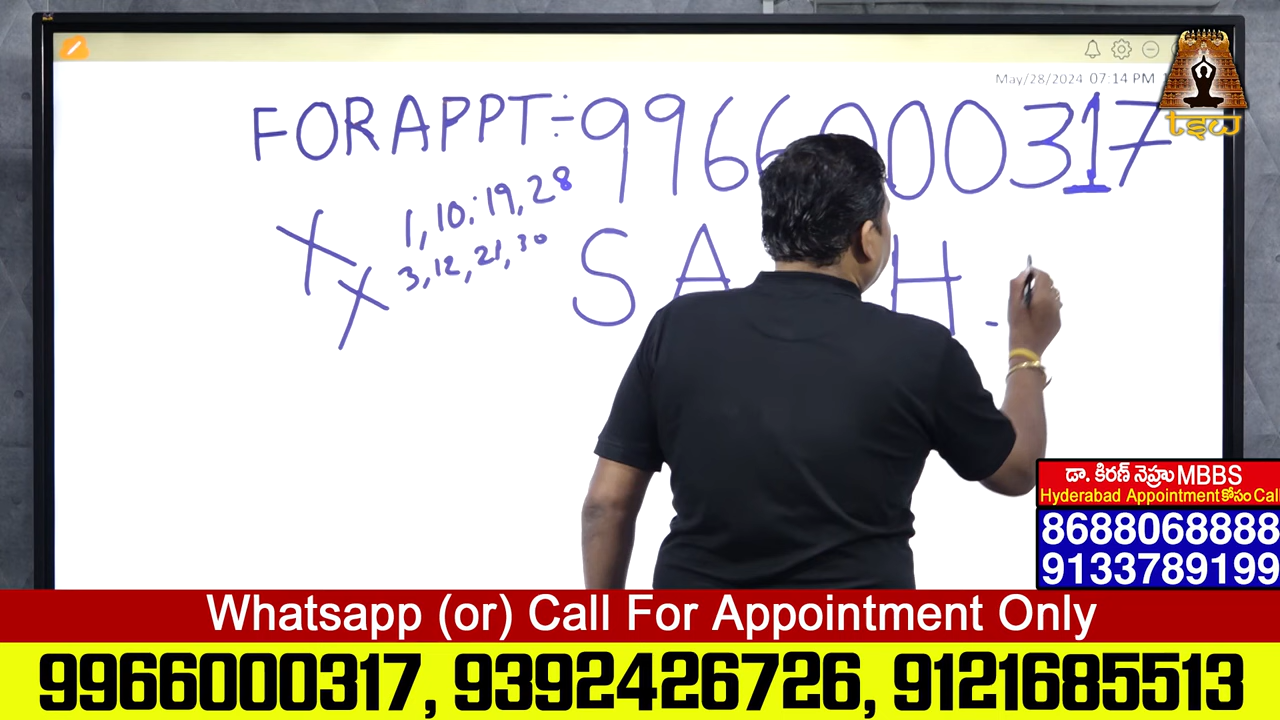 May/28/2024 07:14 PM
FOR APPT:- 9966000317
1, 10, 19, 28
3, 12, 21, 30
S A H
tsw
డా. కిరణ్ నెహ్రు MBBS
Hyderabad Appointment కోసం Call
8688068888
9133789199
Whatsapp (or) Call For Appointment Only
9966000317, 9392426726, 9121685513